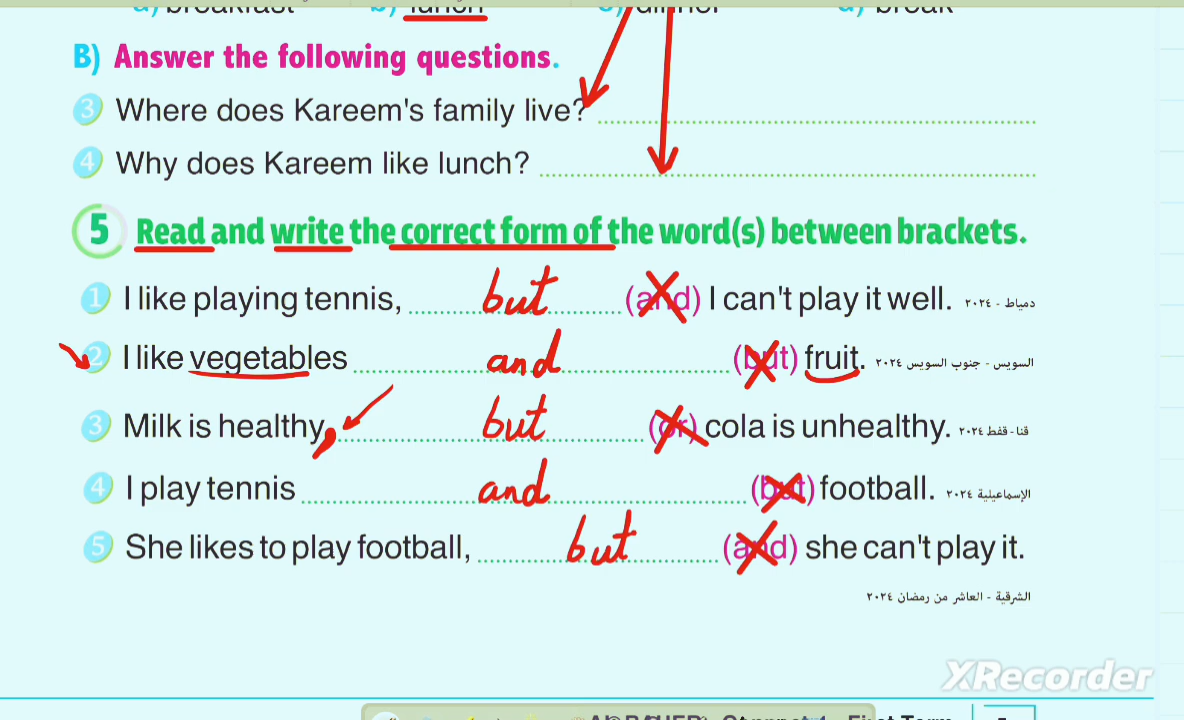 B) Answer the following questions.
3 Where does Kareem's family live?
4 Why does Kareem like lunch?
5 Read and write the correct form of the word(s) between brackets.
1 I like playing tennis, but (and) I can't play it well. دمياط - ٢٠٢٤
2 I like vegetables and (but) fruit. السويس - جنوب السويس ٢٠٢٤
3 Milk is healthy, but (or) cola is unhealthy. قنا - قفط ٢٠٢٤
4 I play tennis and (but) football. الإسماعيلية ٢٠٢٤
5 She likes to play football, but (and) she can't play it.
الشرقية - العاشر من رمضان ٢٠٢٤
XRecorder